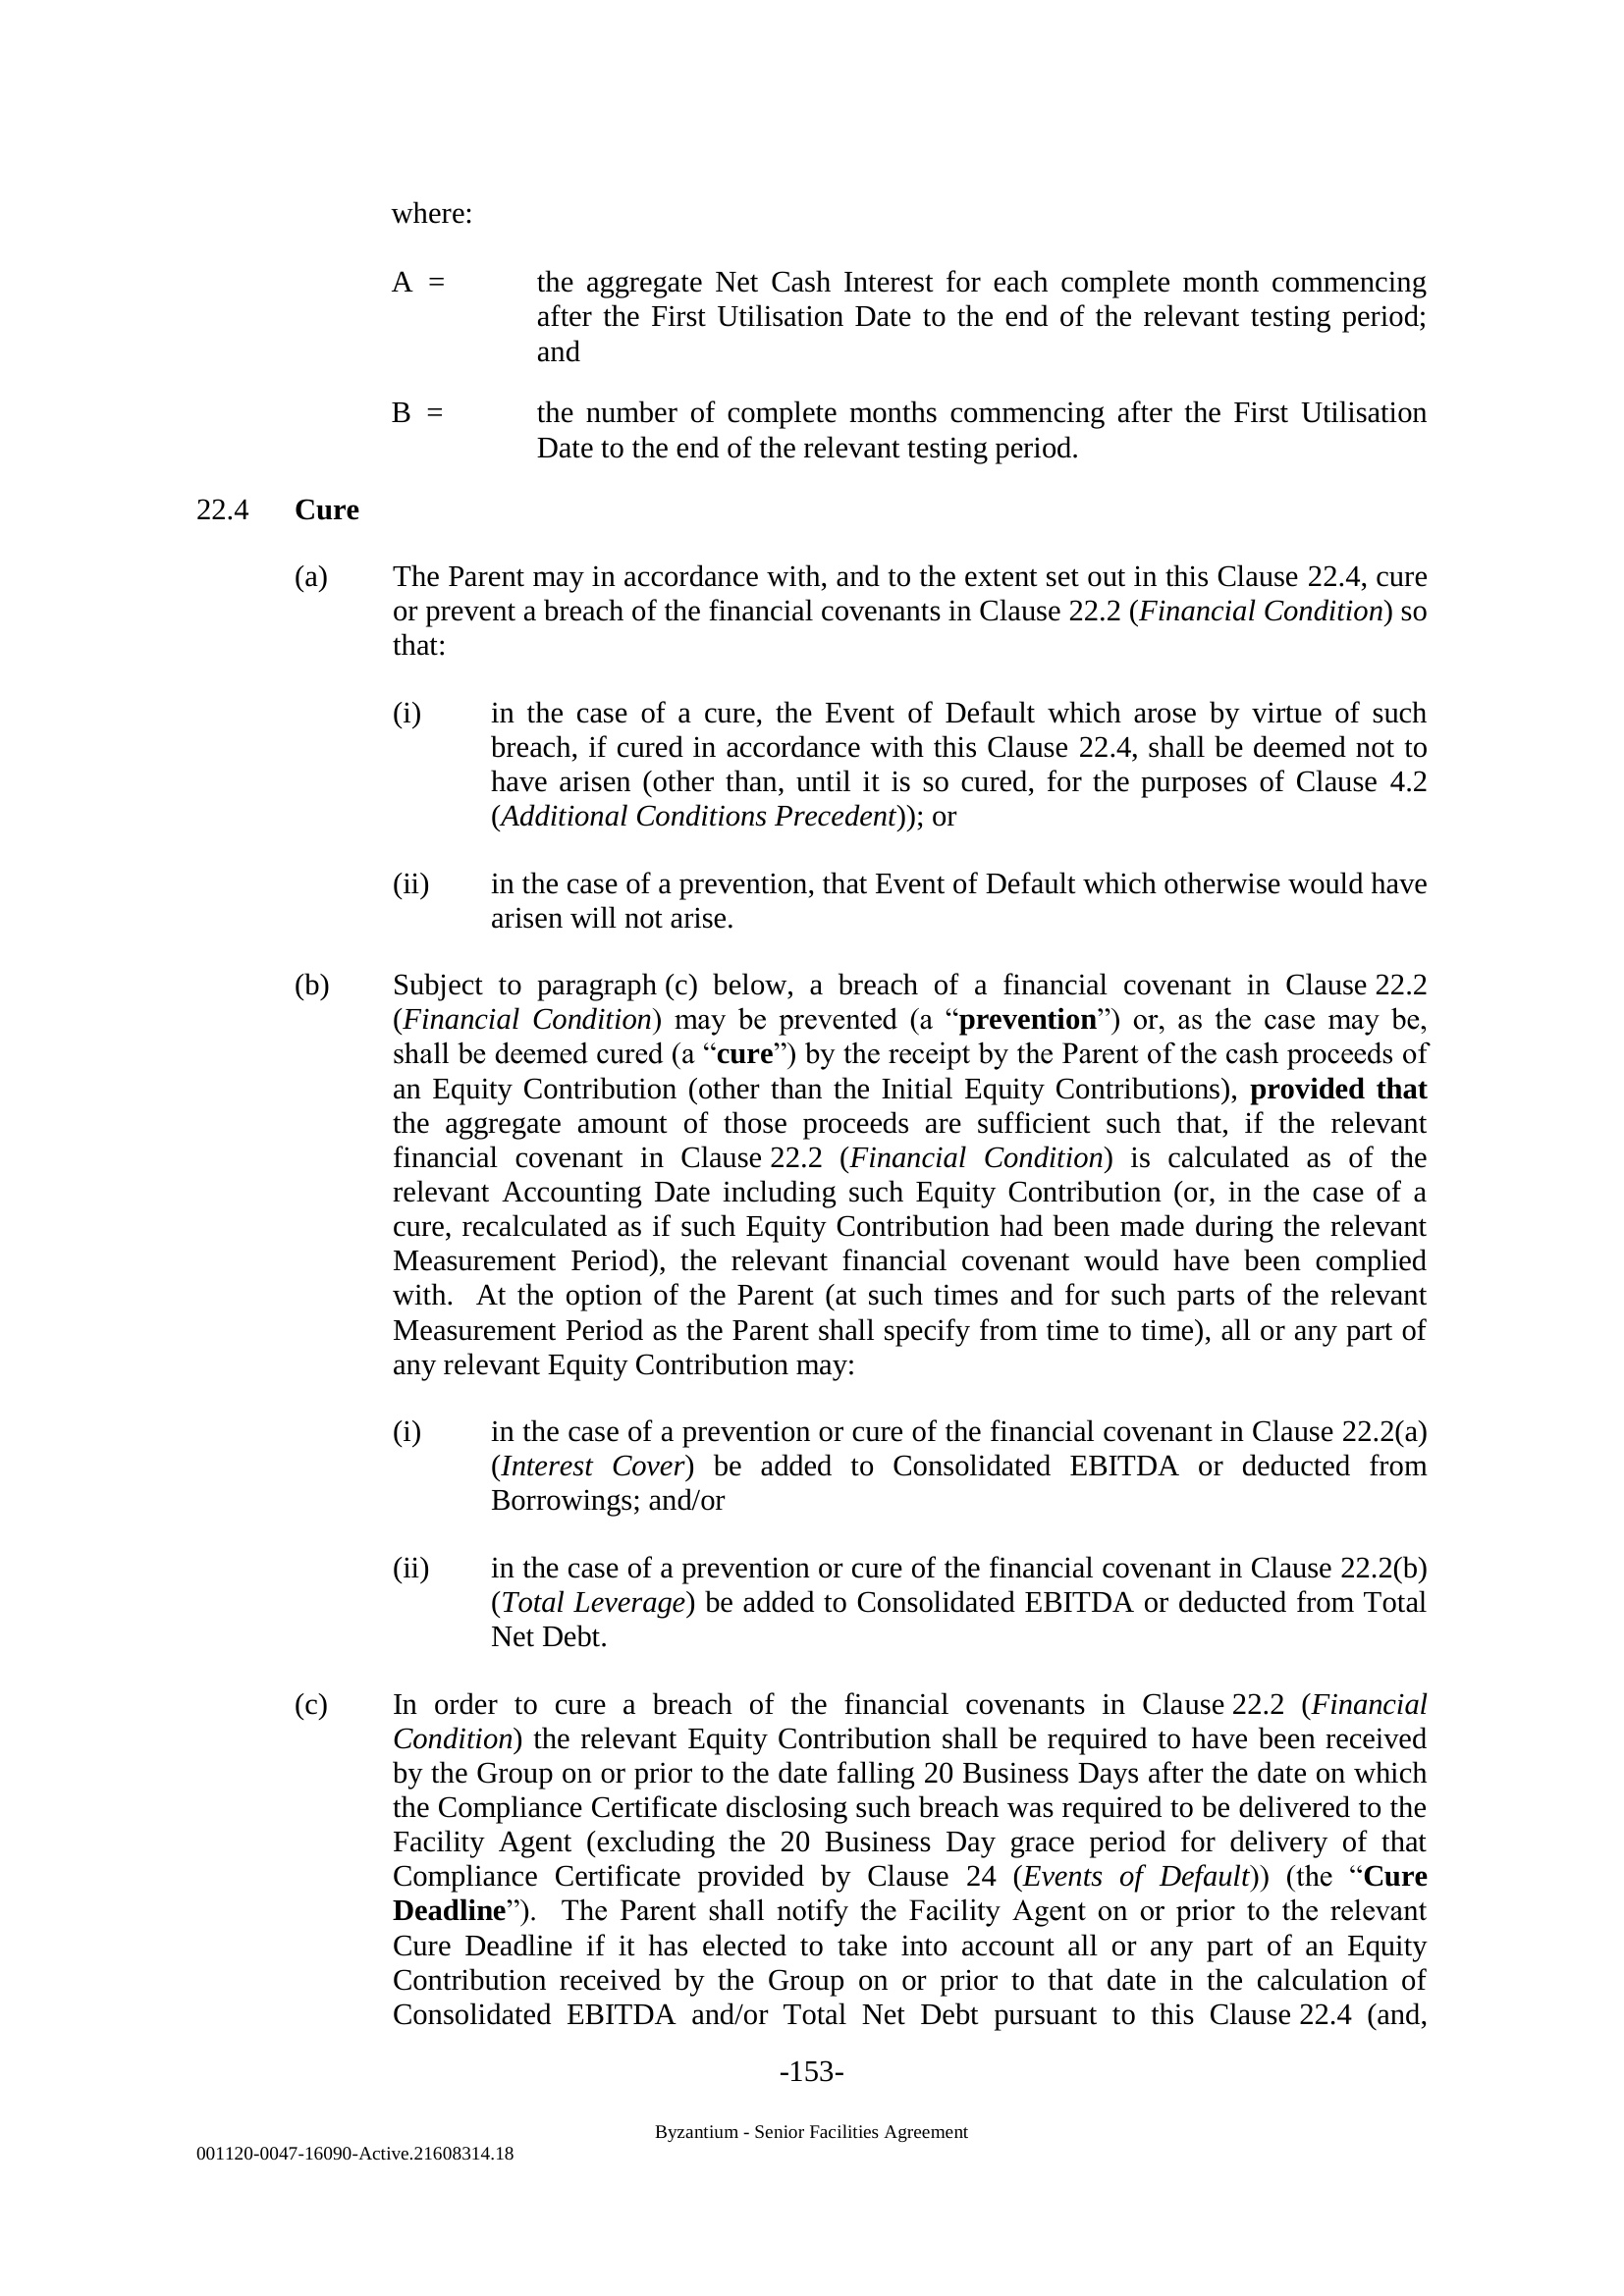 where:
A = the aggregate Net Cash Interest for each complete month commencing
after the First Utilisation Date to the end of the relevant testing period;
and
B = the number of complete months commencing after the First Utilisation
Date to the end of the relevant testing period.
22.4 Cure
(a) The Parent may in accordance with, and to the extent set out in this Clause 22.4, cure
or prevent a breach of the financial covenants in Clause 22.2 (Financial Condition) so
that:
(i) in the case of a cure, the Event of Default which arose by virtue of such
breach, if cured in accordance with this Clause 22.4, shall be deemed not to
have arisen (other than, until it is so cured, for the purposes of Clause 4.2
(Additional Conditions Precedent)); or
(ii) in the case of a prevention, that Event of Default which otherwise would have
arisen will not arise.
(b) Subject to paragraph (c) below, a breach of a financial covenant in Clause 22.2
(Financial Condition) may be prevented (a “prevention”) or, as the case may be,
shall be deemed cured (a “cure”) by the receipt by the Parent of the cash proceeds of
an Equity Contribution (other than the Initial Equity Contributions), provided that
the aggregate amount of those proceeds are sufficient such that, if the relevant
financial covenant in Clause 22.2 (Financial Condition) is calculated as of the
relevant Accounting Date including such Equity Contribution (or, in the case of a
cure, recalculated as if such Equity Contribution had been made during the relevant
Measurement Period), the relevant financial covenant would have been complied
with. At the option of the Parent (at such times and for such parts of the relevant
Measurement Period as the Parent shall specify from time to time), all or any part of
any relevant Equity Contribution may:
(i) in the case of a prevention or cure of the financial covenant in Clause 22.2(a)
(Interest Cover) be added to Consolidated EBITDA or deducted from
Borrowings; and/or
(ii) in the case of a prevention or cure of the financial covenant in Clause 22.2(b)
(Total Leverage) be added to Consolidated EBITDA or deducted from Total
Net Debt.
(c) In order to cure a breach of the financial covenants in Clause 22.2 (Financial
Condition) the relevant Equity Contribution shall be required to have been received
by the Group on or prior to the date falling 20 Business Days after the date on which
the Compliance Certificate disclosing such breach was required to be delivered to the
Facility Agent (excluding the 20 Business Day grace period for delivery of that
Compliance Certificate provided by Clause 24 (Events of Default)) (the “Cure
Deadline”). The Parent shall notify the Facility Agent on or prior to the relevant
Cure Deadline if it has elected to take into account all or any part of an Equity
Contribution received by the Group on or prior to that date in the calculation of
Consolidated EBITDA and/or Total Net Debt pursuant to this Clause 22.4 (and,
-153-
Byzantium - Senior Facilities Agreement
001120-0047-16090-Active.21608314.18